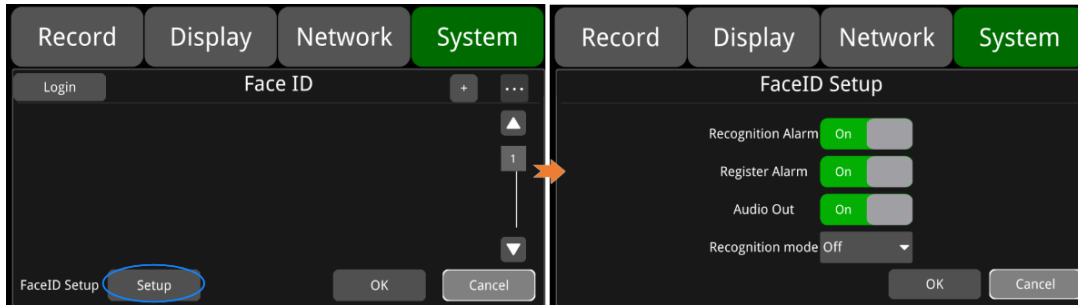 Record Display Network System
Login Face ID + ...
1
FaceID Setup Setup OK Cancel
Record Display Network System
FaceID Setup
Recognition Alarm On
Register Alarm On
Audio Out On
Recognition mode Off
OK Cancel